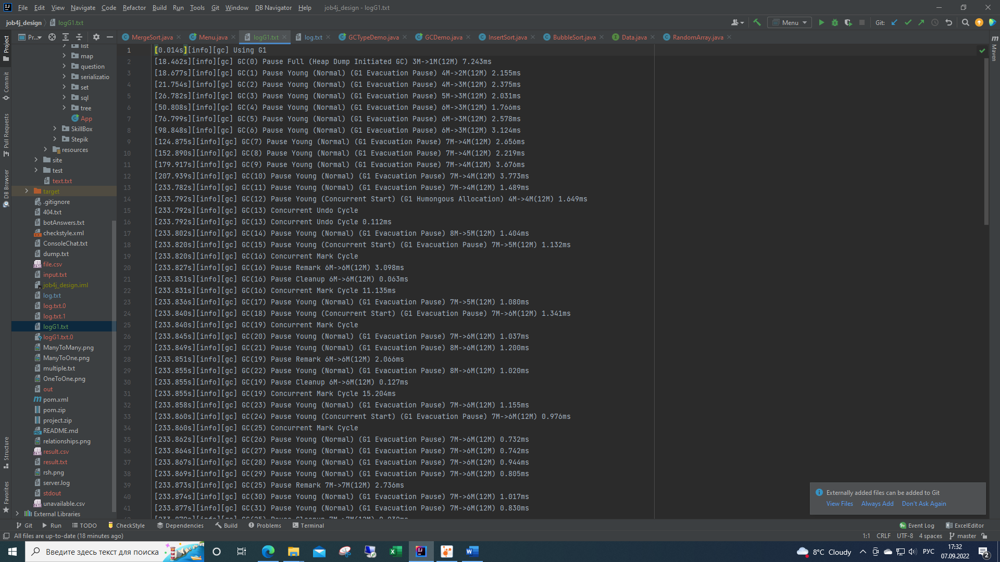 File Edit View Navigate Code Refactor Build Run Tools Git Window DB Navigator Help job4j_design - logG1.txt
job4j_design logG1.txt Menu Git:
Pr... MergeSort.java Menu.java logG1.txt log.txt GCTypeDemo.java GCDemo.java InsertSort.java BubbleSort.java Data.java RandomArray.java
Project
Commit
Pull Requests
DB Browser
Structure
Favorites
Maven
list
map
question
serializatio
set
sql
tree
App
SkillBox
Stepik
resources
site
test
text.txt
target
.gitignore
404.txt
botAnswers.txt
checkstyle.xml
ConsoleChat.txt
dump.txt
file.csv
input.txt
job4j_design.iml
log.txt
log.txt.0
log.txt.1
logG1.txt
logG1.txt.0
ManyToMany.png
ManyToOne.png
multiple.txt
OneToOne.png
out
pom.xml
pom.zip
project.zip
README.md
relationships.png
result.csv
result.txt
rsh.png
server.log
stdout
unavailable.csv
External Libraries
1 [0.014s][info][gc] Using G1
2 [18.462s][info][gc] GC(0) Pause Full (Heap Dump Initiated GC) 3M->1M(12M) 7.243ms
3 [18.677s][info][gc] GC(1) Pause Young (Normal) (G1 Evacuation Pause) 4M->2M(12M) 2.155ms
4 [21.754s][info][gc] GC(2) Pause Young (Normal) (G1 Evacuation Pause) 4M->3M(12M) 2.375ms
5 [26.782s][info][gc] GC(3) Pause Young (Normal) (G1 Evacuation Pause) 5M->3M(12M) 2.031ms
6 [50.808s][info][gc] GC(4) Pause Young (Normal) (G1 Evacuation Pause) 6M->3M(12M) 1.766ms
7 [76.799s][info][gc] GC(5) Pause Young (Normal) (G1 Evacuation Pause) 6M->3M(12M) 2.578ms
8 [98.848s][info][gc] GC(6) Pause Young (Normal) (G1 Evacuation Pause) 6M->3M(12M) 3.124ms
9 [124.875s][info][gc] GC(7) Pause Young (Normal) (G1 Evacuation Pause) 7M->4M(12M) 2.656ms
10 [152.890s][info][gc] GC(8) Pause Young (Normal) (G1 Evacuation Pause) 7M->4M(12M) 2.219ms
11 [179.917s][info][gc] GC(9) Pause Young (Normal) (G1 Evacuation Pause) 7M->4M(12M) 3.676ms
12 [207.939s][info][gc] GC(10) Pause Young (Normal) (G1 Evacuation Pause) 7M->4M(12M) 3.773ms
13 [233.782s][info][gc] GC(11) Pause Young (Normal) (G1 Evacuation Pause) 7M->4M(12M) 1.489ms
14 [233.792s][info][gc] GC(12) Pause Young (Concurrent Start) (G1 Humongous Allocation) 4M->4M(12M) 1.649ms
15 [233.792s][info][gc] GC(13) Concurrent Undo Cycle
16 [233.792s][info][gc] GC(13) Concurrent Undo Cycle 0.112ms
17 [233.802s][info][gc] GC(14) Pause Young (Normal) (G1 Evacuation Pause) 8M->5M(12M) 1.404ms
18 [233.820s][info][gc] GC(15) Pause Young (Concurrent Start) (G1 Evacuation Pause) 7M->5M(12M) 1.132ms
19 [233.820s][info][gc] GC(16) Concurrent Mark Cycle
20 [233.827s][info][gc] GC(16) Pause Remark 6M->6M(12M) 3.098ms
21 [233.831s][info][gc] GC(16) Pause Cleanup 6M->6M(12M) 0.063ms
22 [233.831s][info][gc] GC(16) Concurrent Mark Cycle 11.135ms
23 [233.836s][info][gc] GC(17) Pause Young (Normal) (G1 Evacuation Pause) 7M->5M(12M) 1.080ms
24 [233.840s][info][gc] GC(18) Pause Young (Concurrent Start) (G1 Evacuation Pause) 7M->6M(12M) 1.341ms
25 [233.840s][info][gc] GC(19) Concurrent Mark Cycle
26 [233.845s][info][gc] GC(20) Pause Young (Normal) (G1 Evacuation Pause) 7M->6M(12M) 1.037ms
27 [233.849s][info][gc] GC(21) Pause Young (Normal) (G1 Evacuation Pause) 8M->6M(12M) 1.200ms
28 [233.851s][info][gc] GC(19) Pause Remark 6M->6M(12M) 2.066ms
29 [233.855s][info][gc] GC(22) Pause Young (Normal) (G1 Evacuation Pause) 8M->6M(12M) 1.020ms
30 [233.855s][info][gc] GC(19) Pause Cleanup 6M->6M(12M) 0.127ms
31 [233.855s][info][gc] GC(19) Concurrent Mark Cycle 15.204ms
32 [233.858s][info][gc] GC(23) Pause Young (Normal) (G1 Evacuation Pause) 7M->6M(12M) 1.155ms
33 [233.860s][info][gc] GC(24) Pause Young (Concurrent Start) (G1 Evacuation Pause) 7M->6M(12M) 0.976ms
34 [233.860s][info][gc] GC(25) Concurrent Mark Cycle
35 [233.862s][info][gc] GC(26) Pause Young (Normal) (G1 Evacuation Pause) 7M->6M(12M) 0.732ms
36 [233.864s][info][gc] GC(27) Pause Young (Normal) (G1 Evacuation Pause) 7M->6M(12M) 0.742ms
37 [233.867s][info][gc] GC(28) Pause Young (Normal) (G1 Evacuation Pause) 7M->6M(12M) 0.944ms
38 [233.869s][info][gc] GC(29) Pause Young (Normal) (G1 Evacuation Pause) 7M->6M(12M) 0.805ms
39 [233.873s][info][gc] GC(25) Pause Remark 7M->7M(12M) 2.736ms
40 [233.874s][info][gc] GC(30) Pause Young (Normal) (G1 Evacuation Pause) 7M->6M(12M) 1.017ms
41 [233.877s][info][gc] GC(31) Pause Young (Normal) (G1 Evacuation Pause) 7M->6M(12M) 0.830ms
Externally added files can be added to Git
View Files Always Add Don't Ask Again
Git Run TODO CheckStyle Dependencies Build Problems Terminal Event Log ExcelEditor
All files are up-to-date (18 minutes ago) 1:1 CRLF UTF-8 4 spaces master
Введите здесь текст для поиска 8°C Cloudy РУС 17:32
07.09.2022 2